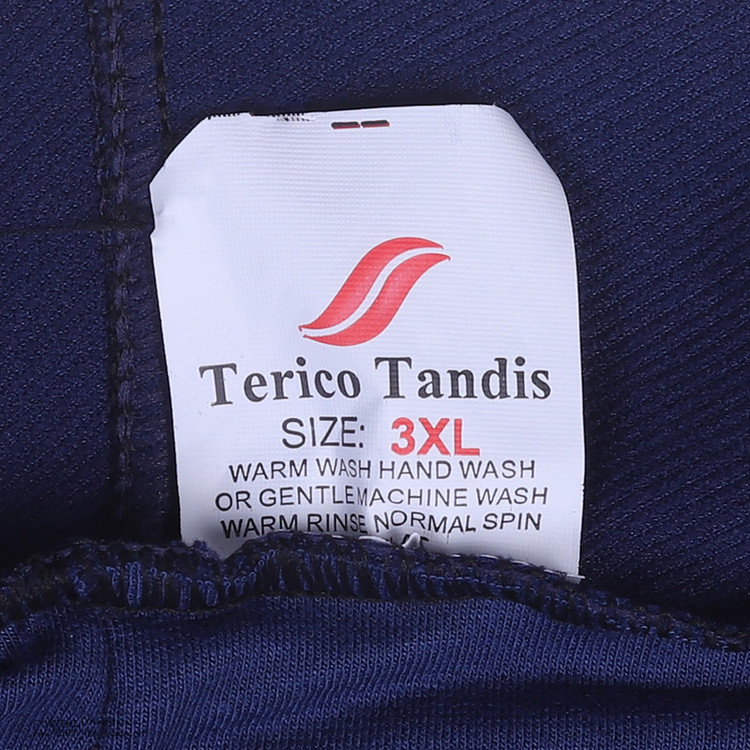 Terico Tandis
SIZE: 3XL
WARM WASH HAND WASH
OR GENTLE MACHINE WASH
WARM RINSE NORMAL SPIN